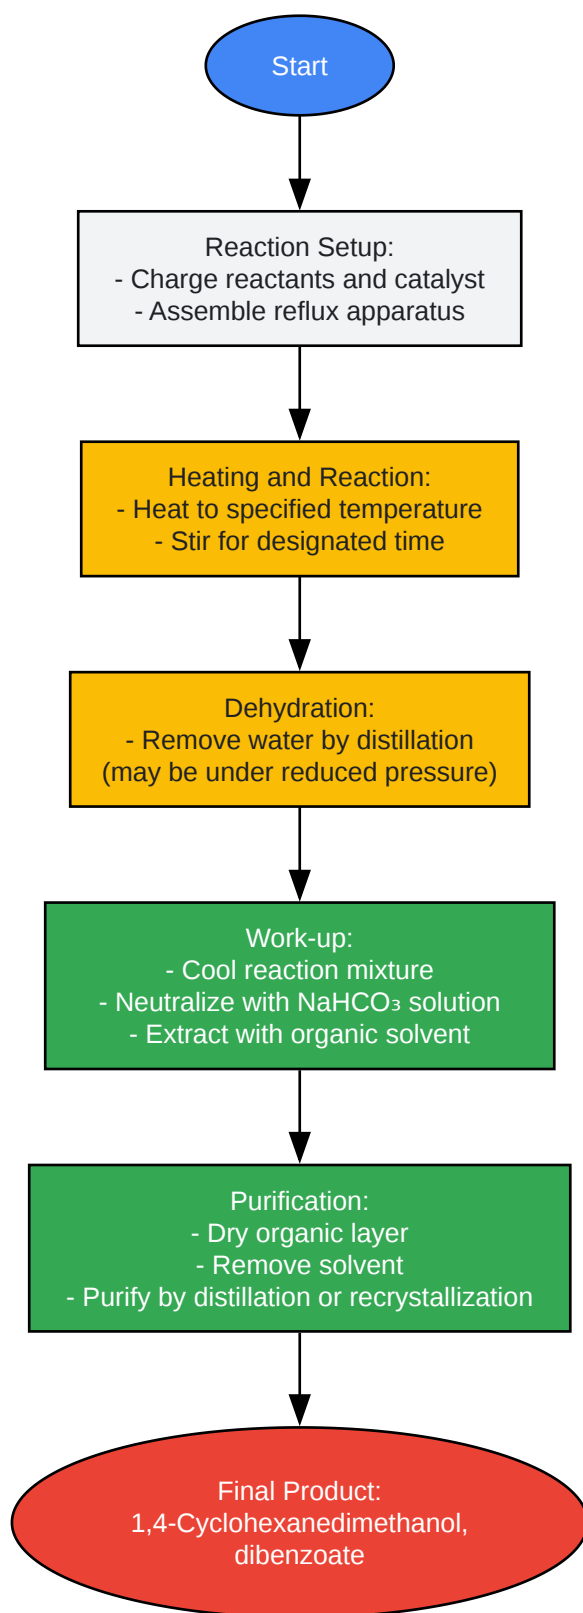 Start
Reaction Setup:
- Charge reactants and catalyst
- Assemble reflux apparatus
Heating and Reaction:
- Heat to specified temperature
- Stir for designated time
Dehydration:
- Remove water by distillation
(may be under reduced pressure)
Work-up:
- Cool reaction mixture
- Neutralize with NaHCO₃ solution
- Extract with organic solvent
Purification:
- Dry organic layer
- Remove solvent
- Purify by distillation or recrystallization
Final Product:
1,4-Cyclohexanedimethanol,
dibenzoate